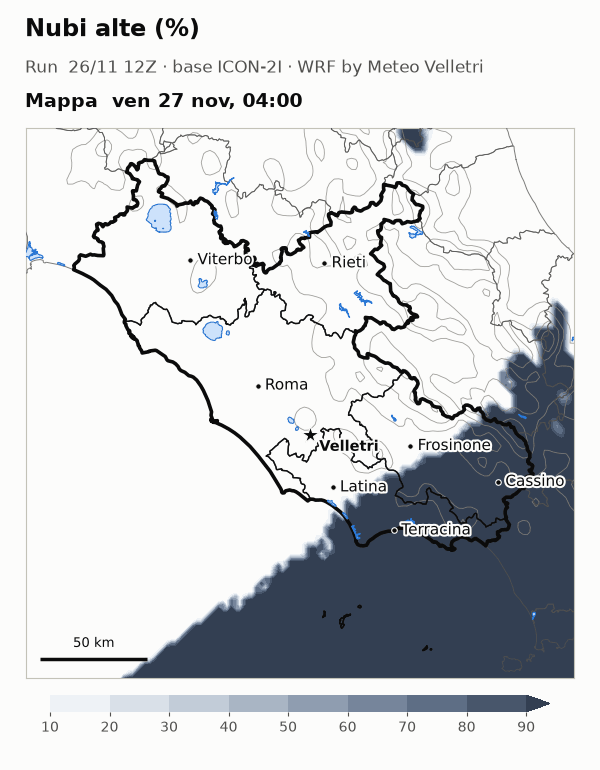 Nubi alte (%)
Run 26/11 12Z · base ICON-2I · WRF by Meteo Velletri
Mappa ven 27 nov, 04:00
Viterbo
Rieti
Roma
Velletri
Frosinone
Cassino
Latina
Terracina
50 km
10 20 30 40 50 60 70 80 90